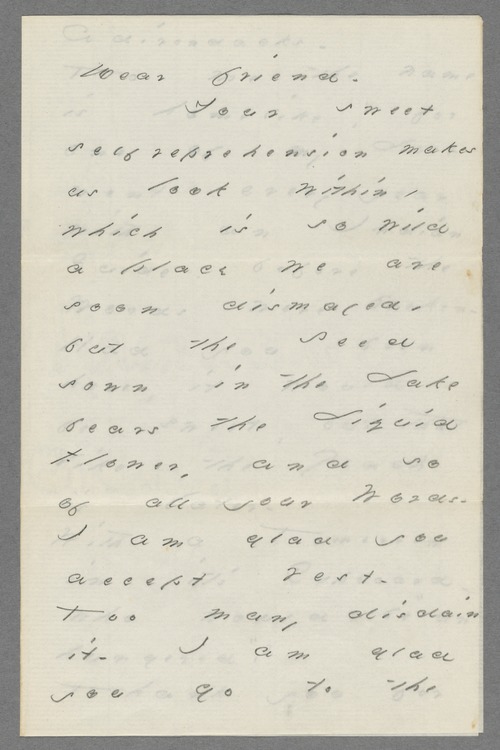 Dear friend.
Your sweet
self reprehension makes
us look "within",
which is so wild
a place we are
soon dismayed,
but the Seed
sown in the Lake
bears the Liquid
flower, and so
of all your Words.
I am glad you
accept rest.
Too many disdain
it. I am glad
you go to the